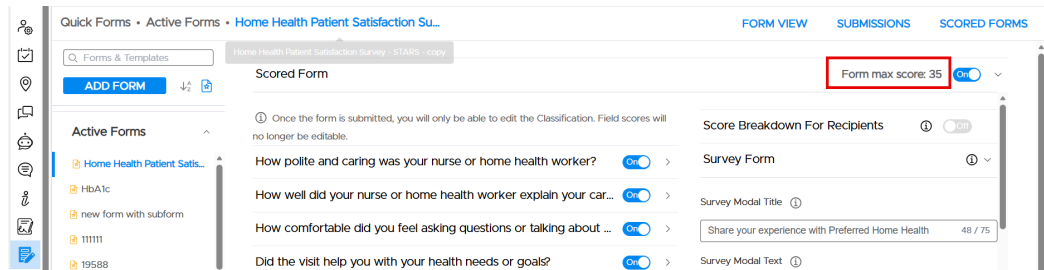 Quick Forms • Active Forms • Home Health Patient Satisfaction Su...
FORM VIEW SUBMISSIONS SCORED FORMS
Home Health Patient Satisfaction Survey - STARS - copy
Forms & Templates
ADD FORM
Active Forms
Home Health Patient Satis...
HbA1c
new form with subform
111111
19588
Scored Form
Form max score: 35 On
Once the form is submitted, you will only be able to edit the Classification. Field scores will
no longer be editable.
How polite and caring was your nurse or home health worker? On
How well did your nurse or home health worker explain your car... On
How comfortable did you feel asking questions or talking about ... On
Did the visit help you with your health needs or goals? On
Score Breakdown For Recipients Off
Survey Form
Survey Modal Title
Share your experience with Preferred Home Health 48 / 75
Survey Modal Text